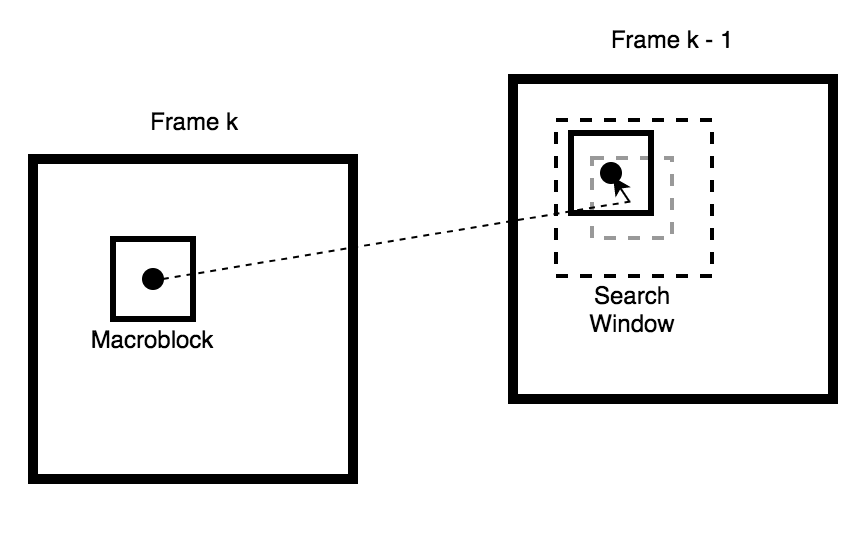 Frame k
Macroblock
Frame k - 1
Search
Window